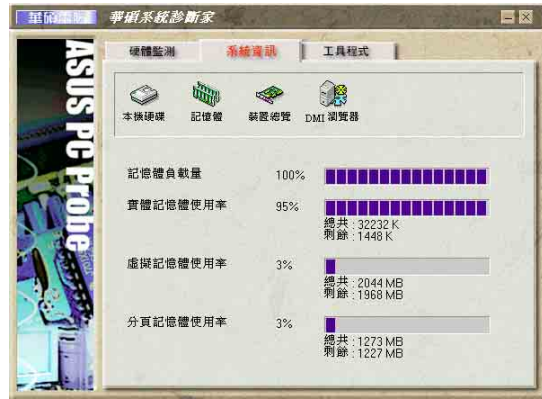 華碩電腦 華碩系統診斷家
ASUS PC Probe
硬體監測 系統資訊 工具程式
本機硬碟 記憶體 裝置總覽 DMI 瀏覽器
記憶體負載量 100%
實體記憶體使用率 95%
總共 : 32232 K
剩餘 : 1448 K
虛擬記憶體使用率 3%
總共 : 2044 MB
剩餘 : 1968 MB
分頁記憶體使用率 3%
總共 : 1273 MB
剩餘 : 1227 MB